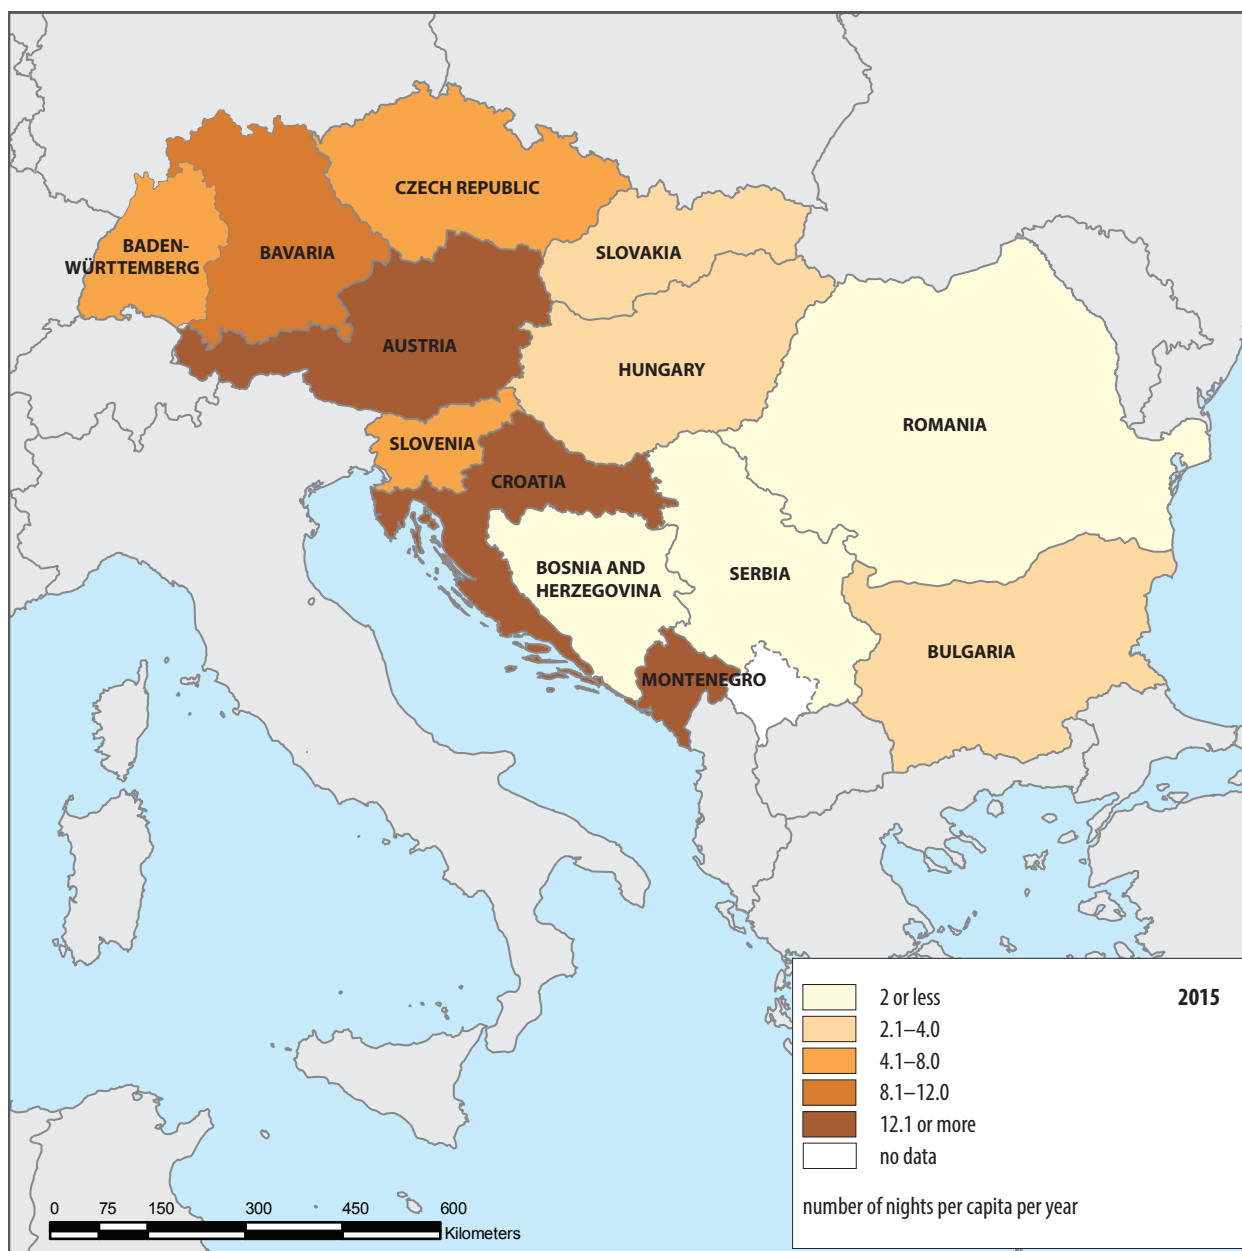 CZECH REPUBLIC
BADEN-
WÜRTTEMBERG
BAVARIA
SLOVAKIA
AUSTRIA
HUNGARY
ROMANIA
SLOVENIA
CROATIA
BOSNIA AND
HERZEGOVINA
SERBIA
BULGARIA
MONTENEGRO
2 or less
2015
2.1–4.0
4.1–8.0
8.1–12.0
12.1 or more
no data
number of nights per capita per year
0 75 150 300 450 600
Kilometers